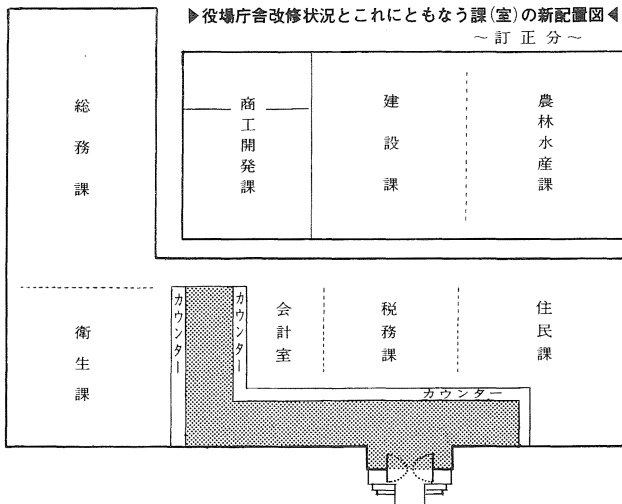 ▶役場庁舎改修状況とこれにともなう課(室)の新配置図◀
～訂正分～
総務課
商工開発課
建設課
農林水産課
衛生課
カウンター
カウンター
会計室
税務課
住民課
カウンター